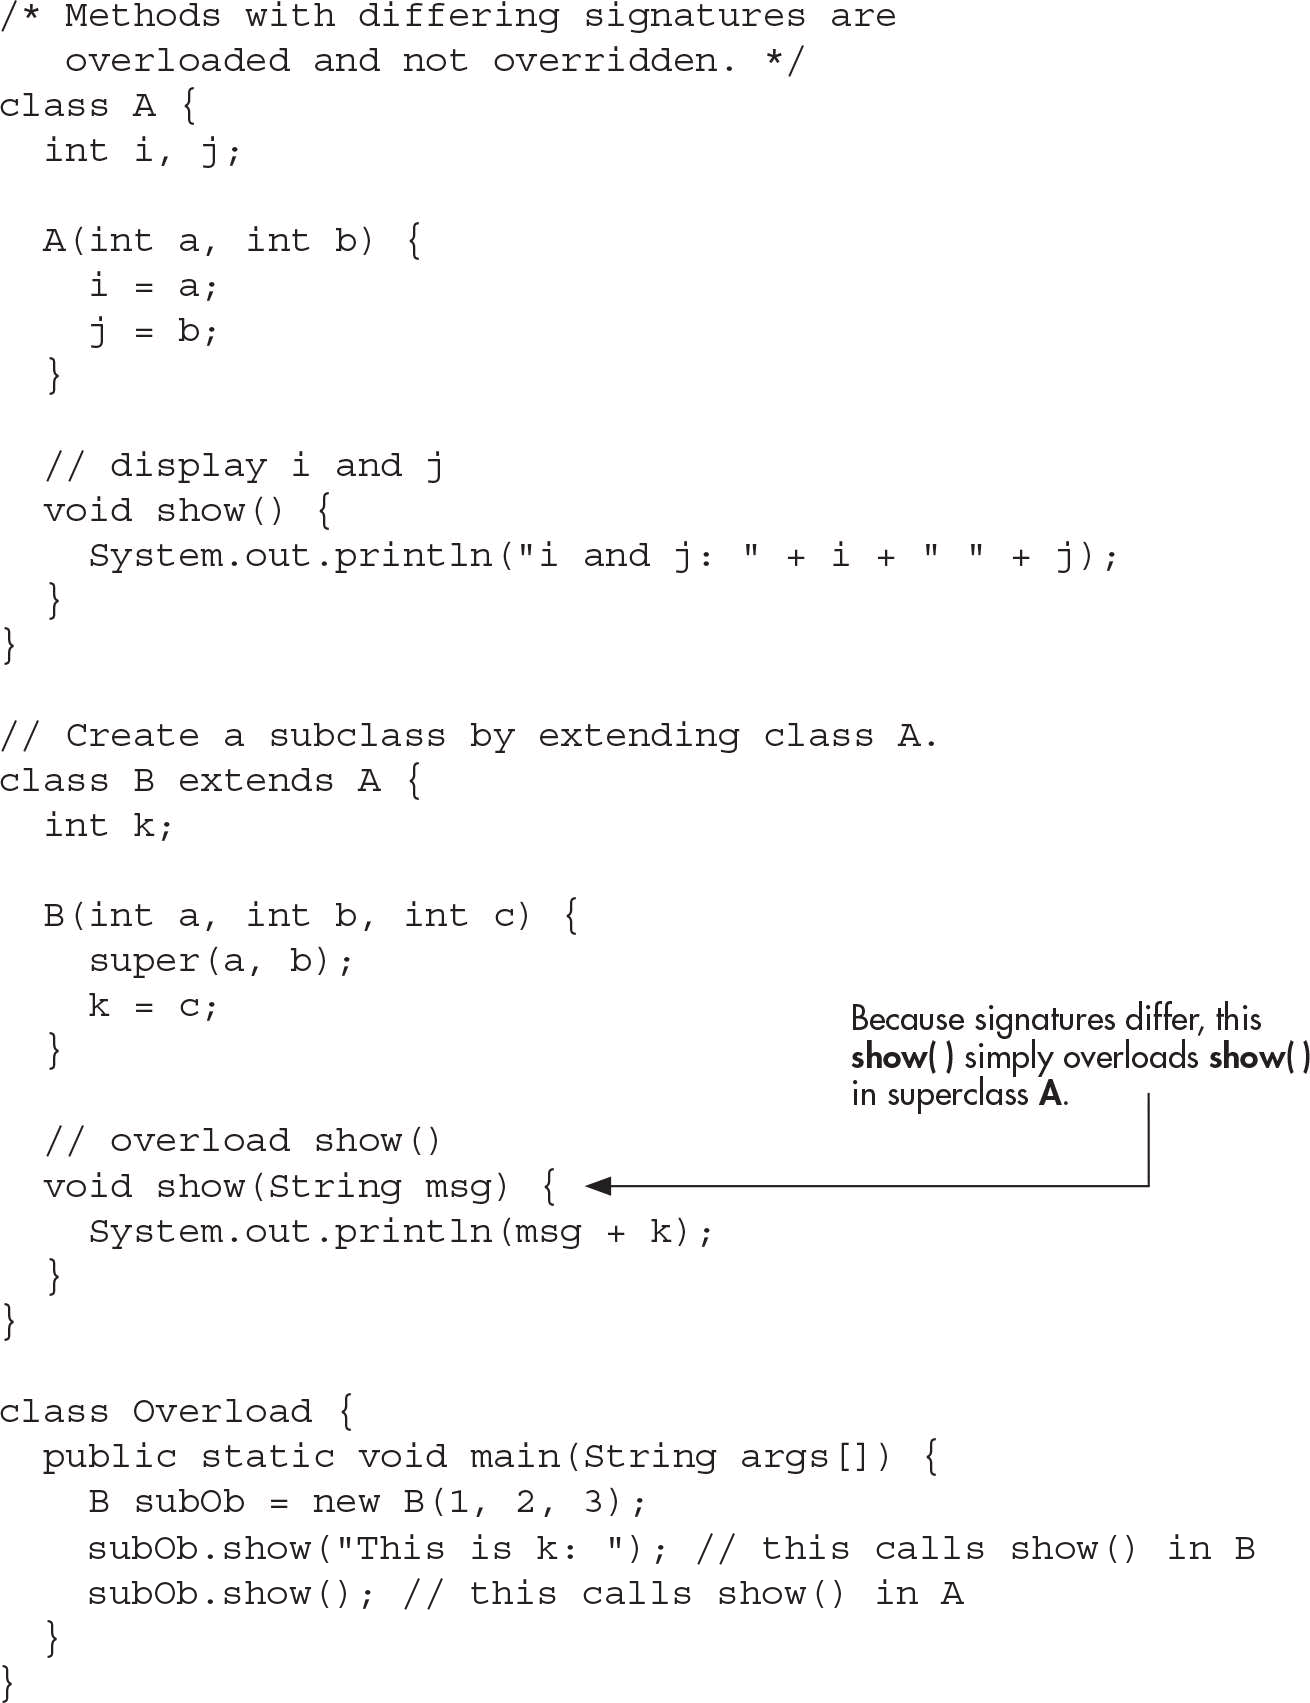 /* Methods with differing signatures are
   overloaded and not overridden. */
class A {
  int i, j;

  A(int a, int b) {
    i = a;
    j = b;
  }

  // display i and j
  void show() {
    System.out.println("i and j: " + i + " " + j);
  }
}

// Create a subclass by extending class A.
class B extends A {
  int k;

  B(int a, int b, int c) {
    super(a, b);
    k = c;
  }

Because signatures differ, this
show( ) simply overloads show( )
in superclass A.

  // overload show()
  void show(String msg) {
    System.out.println(msg + k);
  }
}

class Overload {
  public static void main(String args[]) {
    B subOb = new B(1, 2, 3);
    subOb.show("This is k: "); // this calls show() in B
    subOb.show(); // this calls show() in A
  }
}